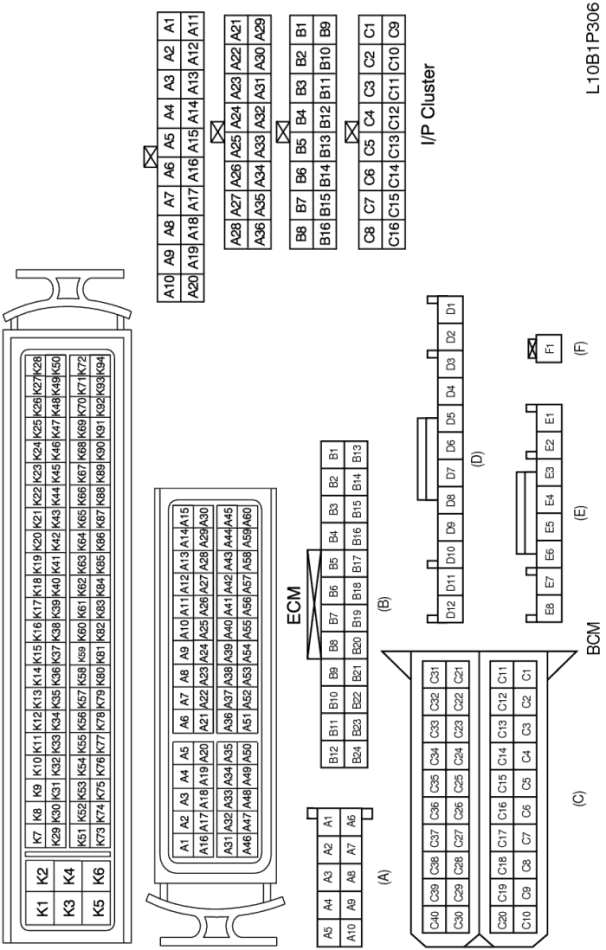 K1 K2 K7 K8 K9 K10 K11 K12 K13 K14 K15 K16 K17 K18 K19 K20 K21 K22 K23 K24 K25 K26 K27 K28
K29 K30 K31 K32 K33 K34 K35 K36 K37 K38 K39 K40 K41 K42 K43 K44 K45 K46 K47 K48 K49 K50
K3 K4
K51 K52 K53 K54 K55 K56 K57 K58 K59 K60 K61 K62 K63 K64 K65 K66 K67 K68 K69 K70 K71 K72
K5 K6 K73 K74 K75 K76 K77 K78 K79 K80 K81 K82 K83 K84 K85 K86 K87 K88 K89 K90 K91 K92 K93 K94
A1 A2 A3 A4 A5 A6 A7 A8 A9 A10 A11 A12 A13 A14 A15
A16 A17 A18 A19 A20 A21 A22 A23 A24 A25 A26 A27 A28 A29 A30
A31 A32 A33 A34 A35 A36 A37 A38 A39 A40 A41 A42 A43 A44 A45
A46 A47 A48 A49 A50 A51 A52 A53 A54 A55 A56 A57 A58 A59 A60
ECM
A10 A9 A8 A7 A6 A5 A4 A3 A2 A1
A20 A19 A18 A17 A16 A15 A14 A13 A12 A11
A28 A27 A26 A25 A24 A23 A22 A21
A36 A35 A34 A33 A32 A31 A30 A29
B8 B7 B6 B5 B4 B3 B2 B1
B16 B15 B14 B13 B12 B11 B10 B9
C8 C7 C6 C5 C4 C3 C2 C1
C16 C15 C14 C13 C12 C11 C10 C9
I/P Cluster
A5 A4 A3 A2 A1
A10 A9 A8 A7 A6
(A)
B12 B11 B10 B9 B8 B7 B6 B5 B4 B3 B2 B1
B24 B23 B22 B21 B20 B19 B18 B17 B16 B15 B14 B13
(B)
C40 C39 C38 C37 C36 C35 C34 C33 C32 C31
C30 C29 C28 C27 C26 C25 C24 C23 C22 C21
C20 C19 C18 C17 C16 C15 C14 C13 C12 C11
C10 C9 C8 C7 C6 C5 C4 C3 C2 C1
(C)
D12 D11 D10 D9 D8 D7 D6 D5 D4 D3 D2 D1
(D)
E8 E7 E6 E5 E4 E3 E2 E1
(E)
F1
(F)
BCM
L10B1P306